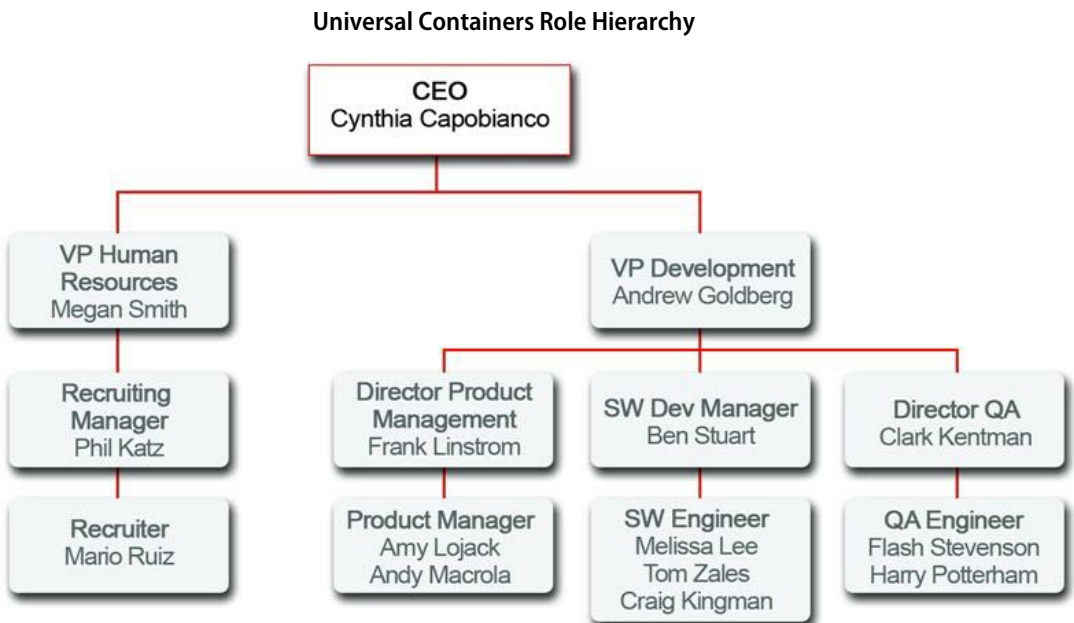 Universal Containers Role Hierarchy
CEO
Cynthia Capobianco
VP Human
Resources
Megan Smith
VP Development
Andrew Goldberg
Recruiting
Manager
Phil Katz
Director Product
Management
Frank Linstrom
SW Dev Manager
Ben Stuart
Director QA
Clark Kentman
Recruiter
Mario Ruiz
Product Manager
Amy Lojack
Andy Macrola
SW Engineer
Melissa Lee
Tom Zales
Craig Kingman
QA Engineer
Flash Stevenson
Harry Potterham